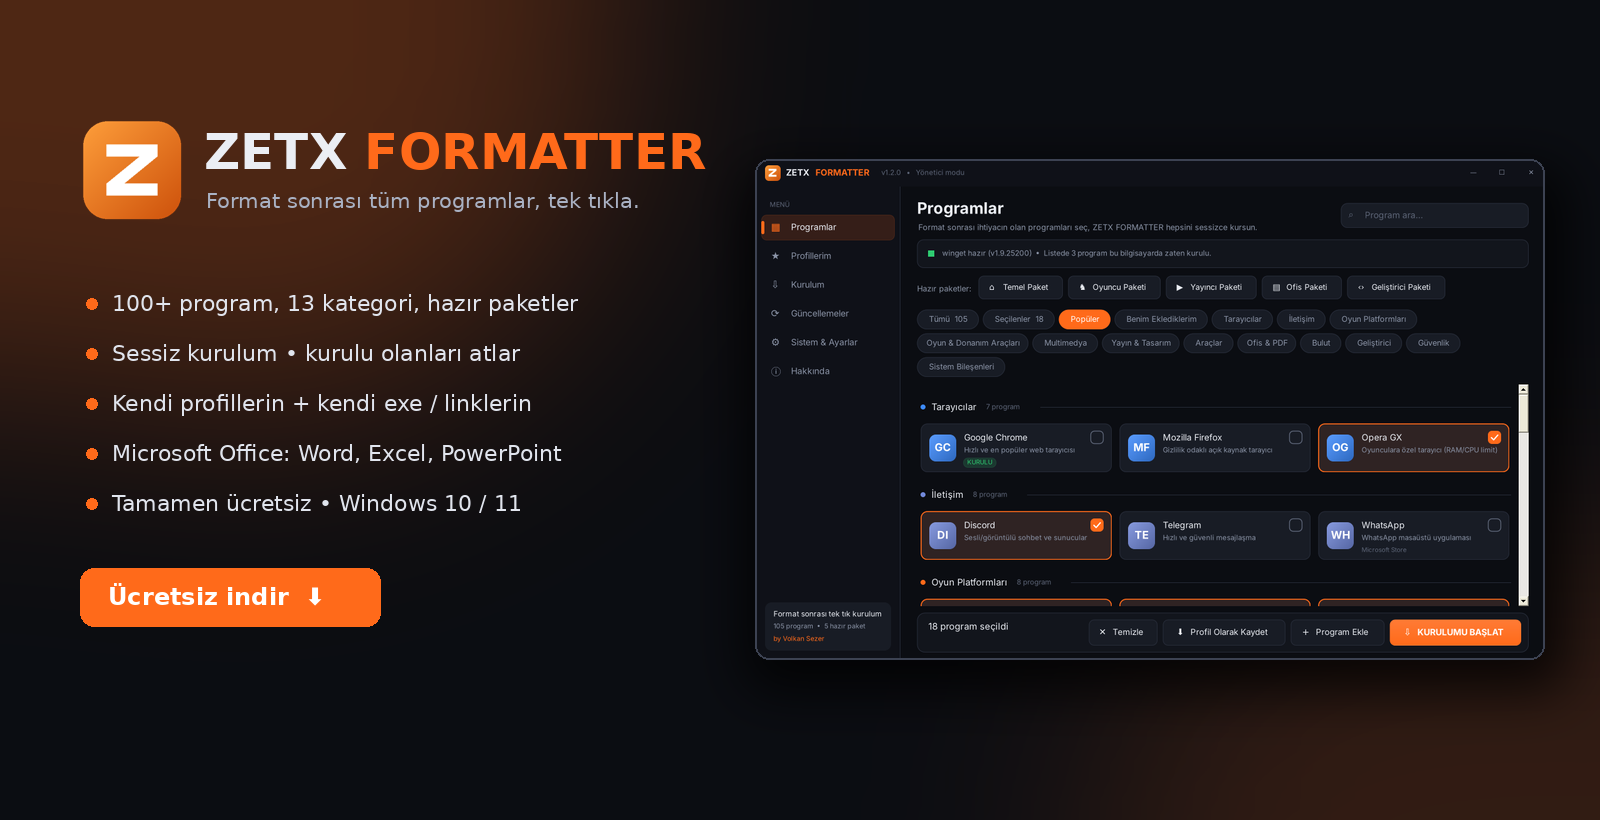 Z
ZETX FORMATTER
Format sonrası tüm programlar, tek tıkla.
100+ program, 13 kategori, hazır paketler
Sessiz kurulum • kurulu olanları atlar
Kendi profillerin + kendi exe / linklerin
Microsoft Office: Word, Excel, PowerPoint
Tamamen ücretsiz • Windows 10 / 11
Ücretsiz indir
Z ZETX FORMATTER v1.2.0 • Yönetici modu
MENÜ
Programlar
Profillerim
Kurulum
Güncellemeler
Sistem & Ayarlar
Hakkında
Format sonrası tek tık kurulum
105 program • 5 hazır paket
by Volkan Sezer
Programlar
Format sonrası ihtiyacın olan programları seç, ZETX FORMATTER hepsini sessizce kursun.
Program ara...
winget hazır (v1.9.25200) • Listede 3 program bu bilgisayarda zaten kurulu.
Hazır paketler: Temel Paket Oyuncu Paketi Yayıncı Paketi Ofis Paketi Geliştirici Paketi
Tümü 105 Seçilenler 18 Popüler Benim Eklediklerim Tarayıcılar İletişim Oyun Platformları
Oyun & Donanım Araçları Multimedya Yayın & Tasarım Araçlar Ofis & PDF Bulut Geliştirici Güvenlik
Sistem Bileşenleri
Tarayıcılar 7 program
GC Google Chrome
Hızlı ve en popüler web tarayıcısı
KURULU
MF Mozilla Firefox
Gizlilik odaklı açık kaynak tarayıcı
OG Opera GX
Oyunculara özel tarayıcı (RAM/CPU limit)
İletişim 8 program
DI Discord
Sesli/görüntülü sohbet ve sunucular
TE Telegram
Hızlı ve güvenli mesajlaşma
WH WhatsApp
WhatsApp masaüstü uygulaması
Microsoft Store
Oyun Platformları 8 program
18 program seçildi
Temizle Profil Olarak Kaydet + Program Ekle KURULUMU BAŞLAT